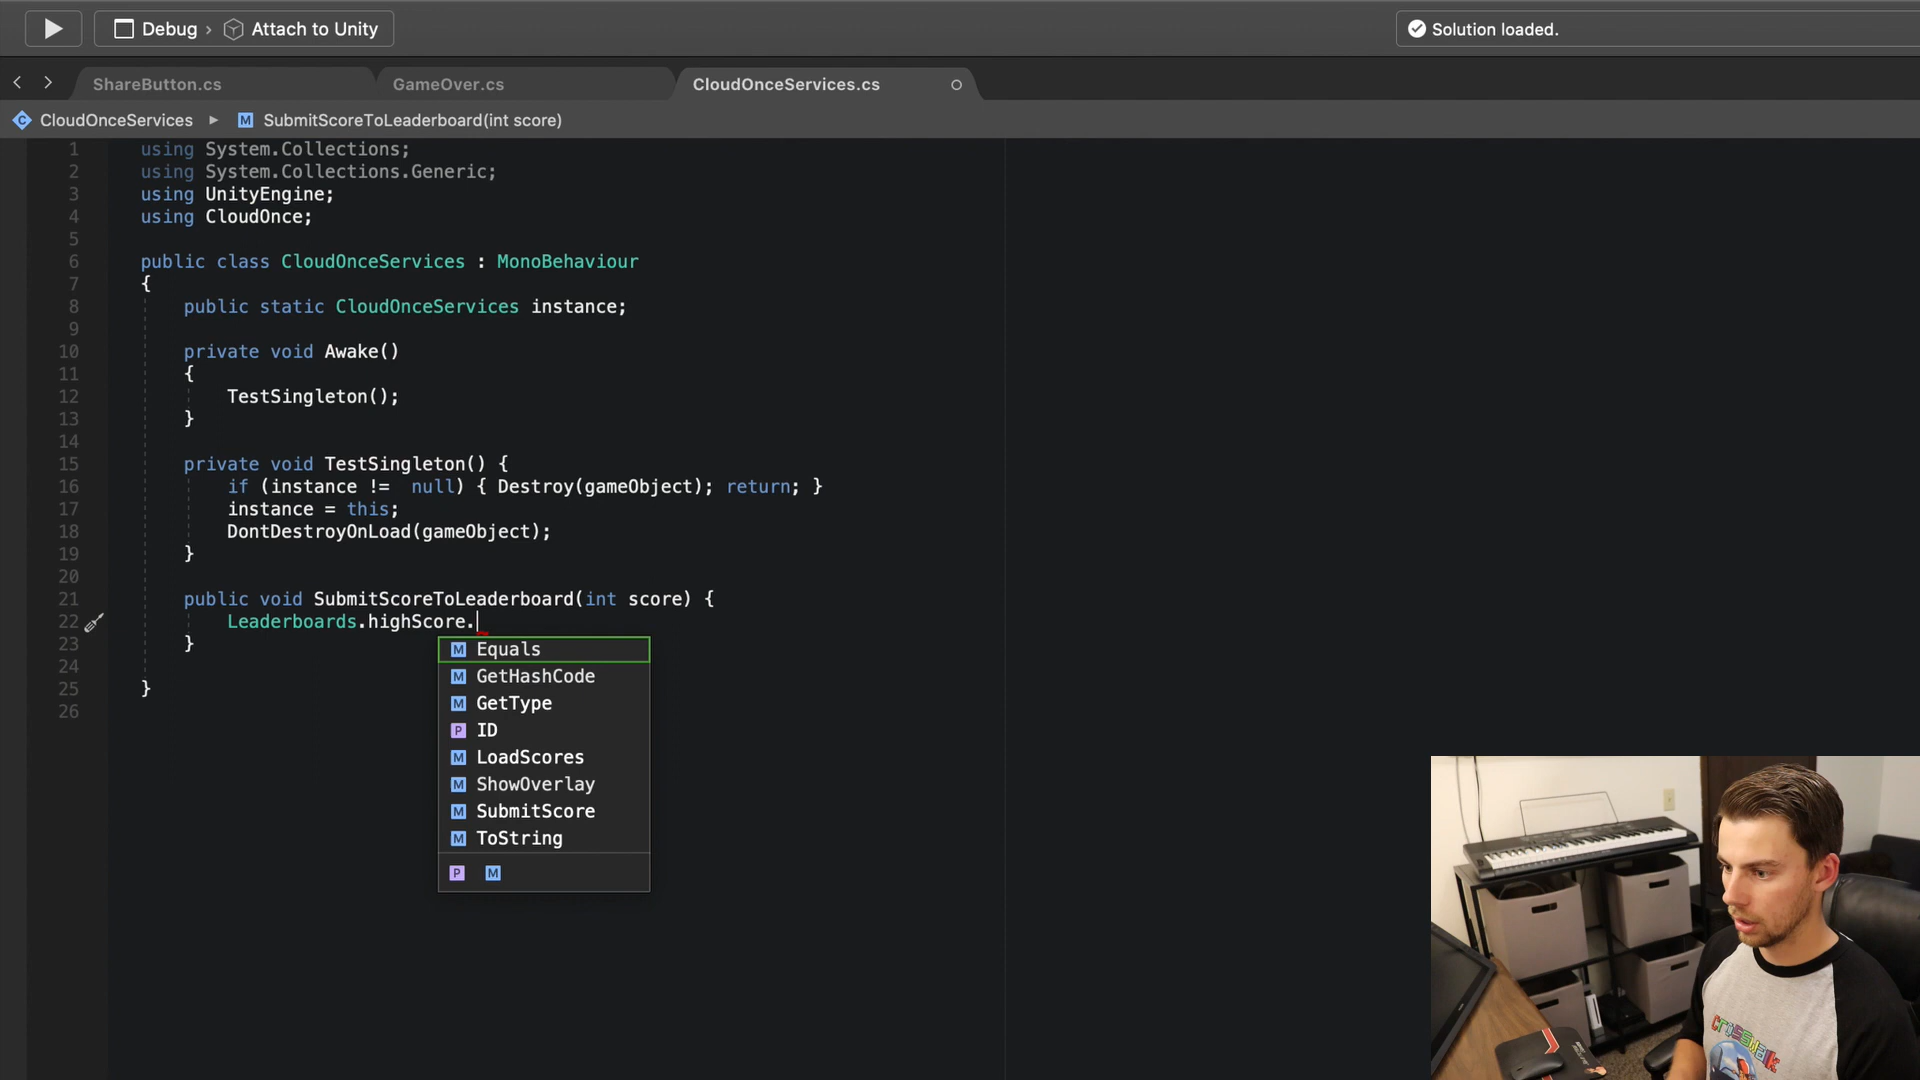 Debug › Attach to Unity
Solution loaded.
ShareButton.cs
GameOver.cs
CloudOnceServices.cs
C CloudOnceServices ▸ M SubmitScoreToLeaderboard(int score)
1 using System.Collections;
2 using System.Collections.Generic;
3 using UnityEngine;
4 using CloudOnce;
5
6 public class CloudOnceServices : MonoBehaviour
7 {
8 public static CloudOnceServices instance;
9
10 private void Awake()
11 {
12 TestSingleton();
13 }
14
15 private void TestSingleton() {
16 if (instance !=  null) { Destroy(gameObject); return; }
17 instance = this;
18 DontDestroyOnLoad(gameObject);
19 }
20
21 public void SubmitScoreToLeaderboard(int score) {
22 Leaderboards.highScore.
23 }
24
25 }
26
M Equals
M GetHashCode
M GetType
P ID
M LoadScores
M ShowOverlay
M SubmitScore
M ToString
P M
CROSSWALK